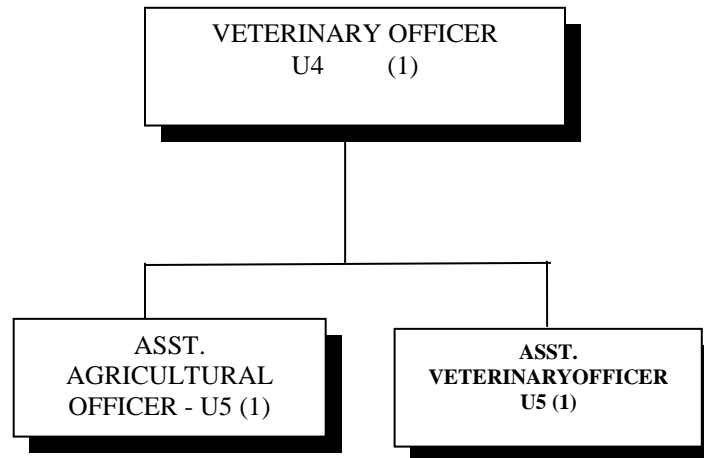 VETERINARY OFFICER
U4 (1)
ASST.
AGRICULTURAL
OFFICER - U5 (1)
ASST.
VETERINARYOFFICER
U5 (1)